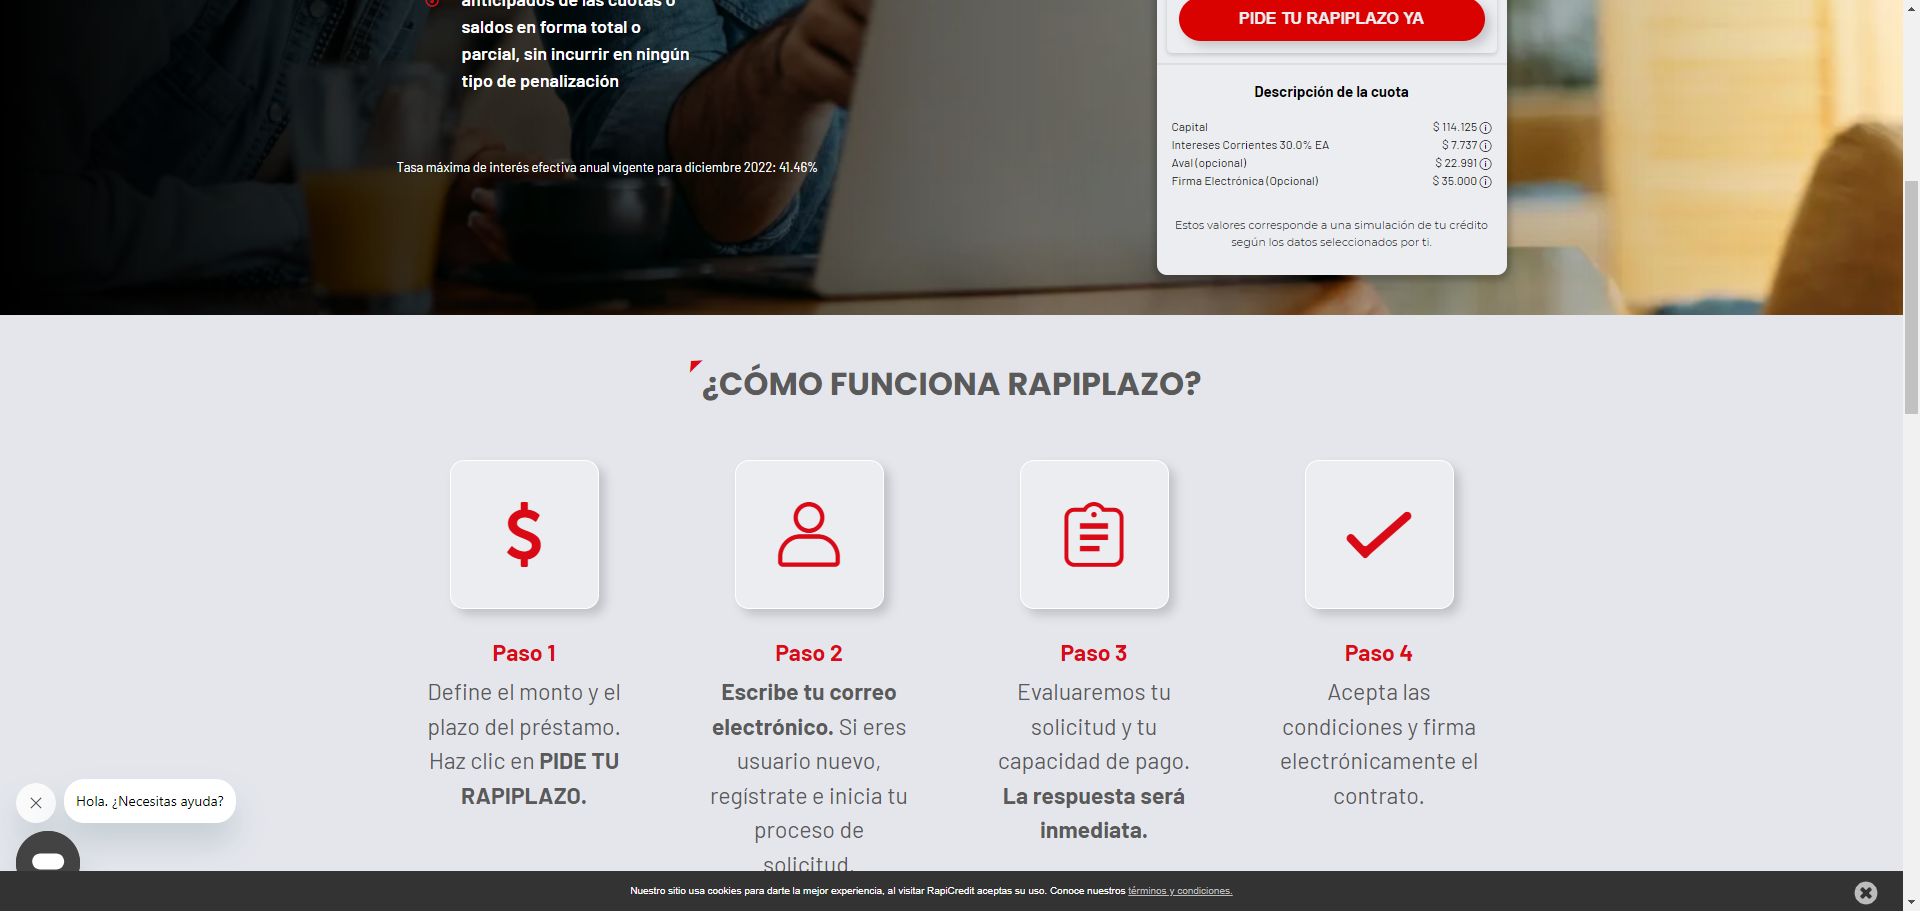 anticipados de las cuotas o
saldos en forma total o
parcial, sin incurrir en ningún
tipo de penalización
Tasa máxima de interés efectiva anual vigente para diciembre 2022: 41.46%
PIDE TU RAPIPLAZO YA
Descripción de la cuota
Capital $ 114.125
Intereses Corrientes 30.0% EA $ 7.737
Aval (opcional) $ 22.991
Firma Electrónica (Opcional) $ 35.000
Estos valores corresponde a una simulación de tu crédito
según los datos seleccionados por ti.
¿CÓMO FUNCIONA RAPIPLAZO?
Paso 1
Define el monto y el
plazo del préstamo.
Haz clic en PIDE TU
RAPIPLAZO.
Paso 2
Escribe tu correo
electrónico. Si eres
usuario nuevo,
regístrate e inicia tu
proceso de
solicitud.
Paso 3
Evaluaremos tu
solicitud y tu
capacidad de pago.
La respuesta será
inmediata.
Paso 4
Acepta las
condiciones y firma
electrónicamente el
contrato.
Hola. ¿Necesitas ayuda?
Nuestro sitio usa cookies para darte la mejor experiencia, al visitar RapiCredit aceptas su uso. Conoce nuestros términos y condiciones.